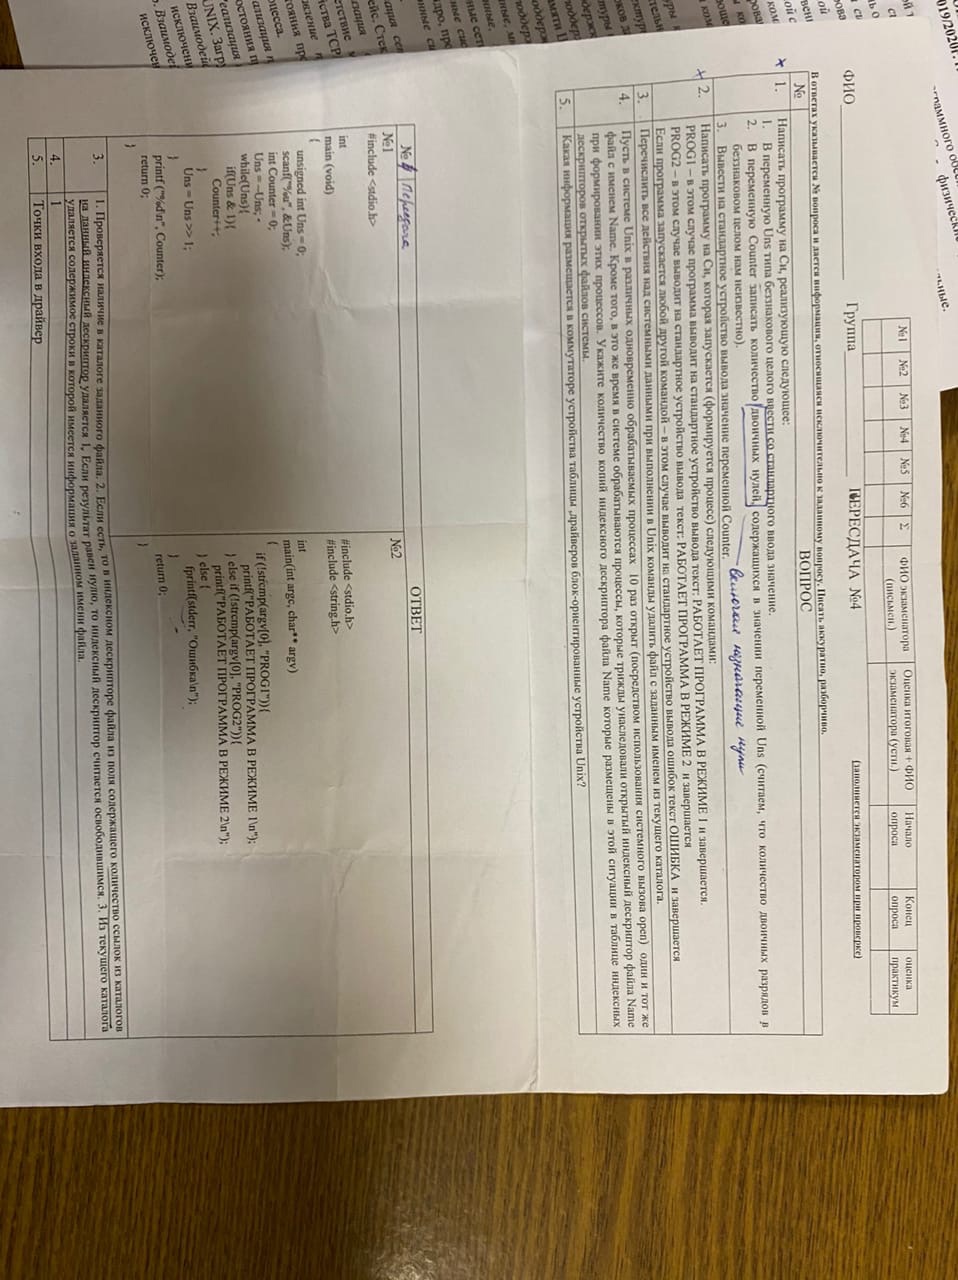 019/2020г.
граммного обес
физические
льные.
№1 №2 №3 №4 №5 №6 Σ ФИО экзаменатора (письмен.) Оценка итоговая + ФИО экзаменатора (устн.) Начало опроса Конец опроса оценка практикум
ФИО Группа ПЕРЕСДАЧА №4 (заполняется экзаменатором при проверке)
В ответах указывается № вопроса и дается информация, относящаяся исключительно к заданному вопросу. Писать аккуратно, разборчиво.
№ ВОПРОС
1. Написать программу на Си, реализующую следующее:
1. В переменную Uns типа беззнакового целого ввести со стандартного ввода значение.
2. В переменную Counter записать количество двоичных нулей, содержащихся в значении переменной Uns (считаем, что количество двоичных разрядов в
беззнаковом целом нам неизвестно).
включая незначащие нули
3. Вывести на стандартное устройство вывода значение переменной Counter.
2. Написать программу на Си, которая запускается (формируется процесс) следующими командами:
PROG1 – в этом случае программа выводит на стандартное устройство вывода текст: РАБОТАЕТ ПРОГРАММА В РЕЖИМЕ 1 и завершается.
PROG2 – в этом случае выводит на стандартное устройство вывода текст: РАБОТАЕТ ПРОГРАММА В РЕЖИМЕ 2 и завершается
Если программа запускается любой другой командой – в этом случае выводит на стандартное устройство вывода ошибок текст ОШИБКА и завершается
3. Перечислить все действия над системными данными при выполнении в Unix команды удалить файл с заданным именем из текущего каталога.
4. Пусть в системе Unix в различных одновременно обрабатываемых процессах 10 раз открыт (посредством использования системного вызова open) один и тот же
файл с именем Name. Кроме того, в это же время в системе обрабатываются процессы, которые трижды унаследовали открытый индексный дескриптор файла Name
при формировании этих процессов. Укажите количество копий индексного дескриптора файла Name которые размещены в этой ситуации в таблице индексных
дескрипторов открытых файлов системы.
5. Какая информация размещается в коммутаторе устройства таблицы ,драйверов блок-ориентированные устройства Unix?
№4 Пересдача ОТВЕТ
№1
#include <stdio.h>
int
main (void)
{
unsigned int Uns = 0;
scanf("%u", &Uns);
int Counter = 0;
Uns = ~Uns;
while(Uns){
if(Uns & 1){
Counter++;
}
Uns = Uns >> 1;
}
printf ("%d\n", Counter);
return 0;
}
№2
#include <stdio.h>
#include <string.h>
int
main(int argc, char** argv)
{
if (!strcmp(argv[0], "PROG1")){
printf("РАБОТАЕТ ПРОГРАММА В РЕЖИМЕ 1\n");
} else if (!strcmp(argv[0], "PROG2")){
printf("РАБОТАЕТ ПРОГРАММА В РЕЖИМЕ 2\n");
} else {
fprintf(stderr, "Ошибка\n");
}
return 0;
}
3. 1. Проверяется наличие в каталоге заданного файла. 2. Если есть, то в индексном дескрипторе файла из поля содержащего количество ссылок из каталогов
на данный индексный дескриптор удаляется 1. Если результат равен нулю, то индексный дескриптор считается освободившимся. 3. Из текущего каталога
удаляется содержимое строки в которой имеется информация о заданном имени файла.
4. 1
5. Точки входа в драйвер